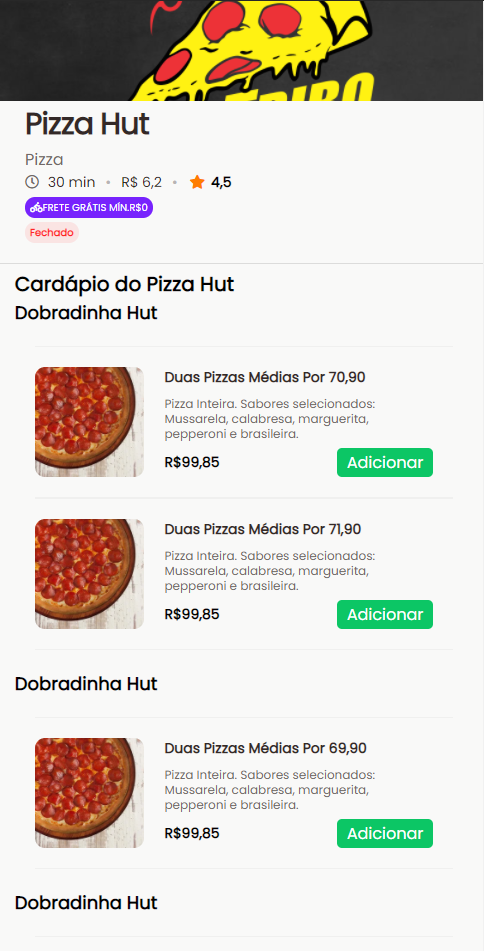 TRIBO
Pizza Hut
Pizza
30 min • R$ 6,2 • 4,5
FRETE GRÁTIS MÍN.R$0
Fechado
Cardápio do Pizza Hut
Dobradinha Hut
Duas Pizzas Médias Por 70,90
Pizza Inteira. Sabores selecionados:
Mussarela, calabresa, marguerita,
pepperoni e brasileira.
R$99,85 Adicionar
Duas Pizzas Médias Por 71,90
Pizza Inteira. Sabores selecionados:
Mussarela, calabresa, marguerita,
pepperoni e brasileira.
R$99,85 Adicionar
Dobradinha Hut
Duas Pizzas Médias Por 69,90
Pizza Inteira. Sabores selecionados:
Mussarela, calabresa, marguerita,
pepperoni e brasileira.
R$99,85 Adicionar
Dobradinha Hut